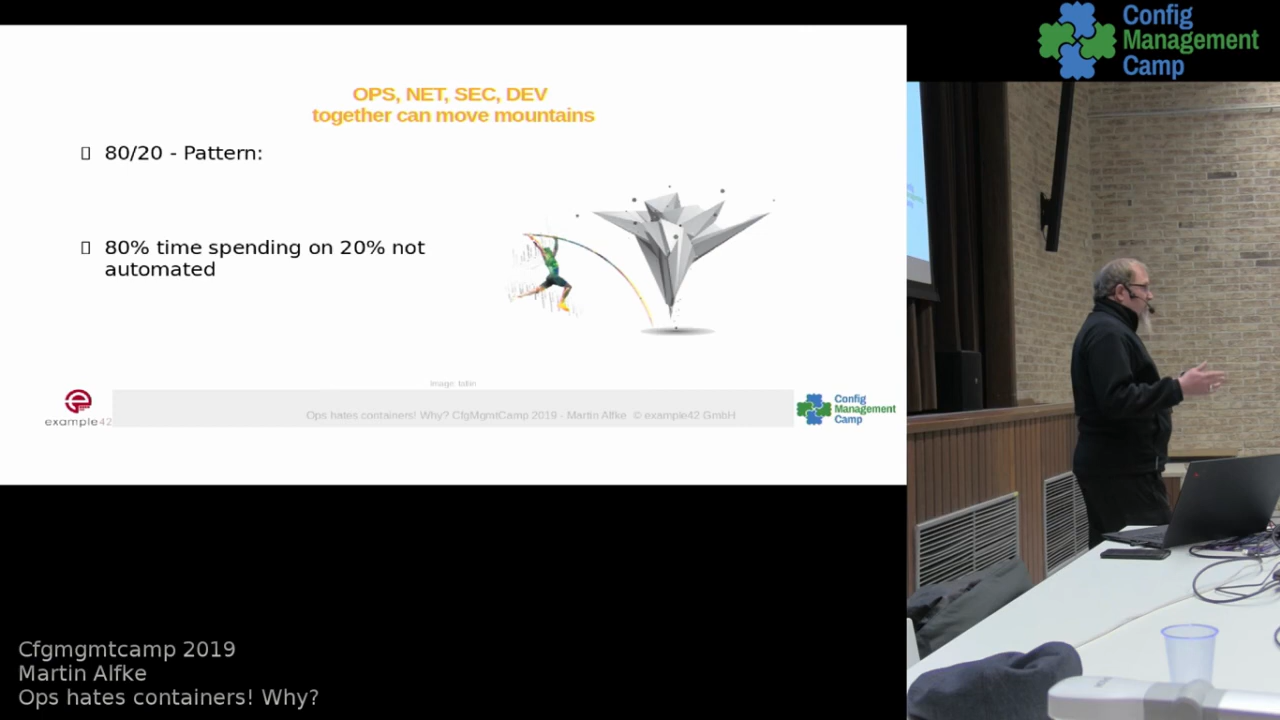 Config
Management
Camp
OPS, NET, SEC, DEV
together can move mountains
80/20 - Pattern:
80% time spending on 20% not
automated
example42
Ops hates containers! Why? CfgMgmtCamp 2019 - Martin Alfke © example42 GmbH
Config
Management
Camp
Cfgmgmtcamp 2019
Martin Alfke
Ops hates containers! Why?